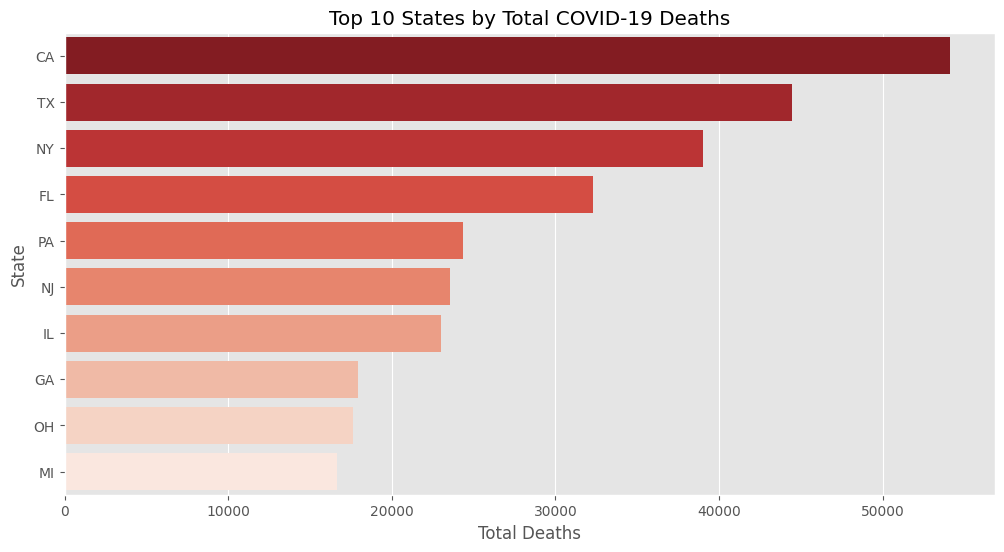 Top 10 States by Total COVID-19 Deaths
State
CA
TX
NY
FL
PA
NJ
IL
GA
OH
MI
0 10000 20000 30000 40000 50000
Total Deaths